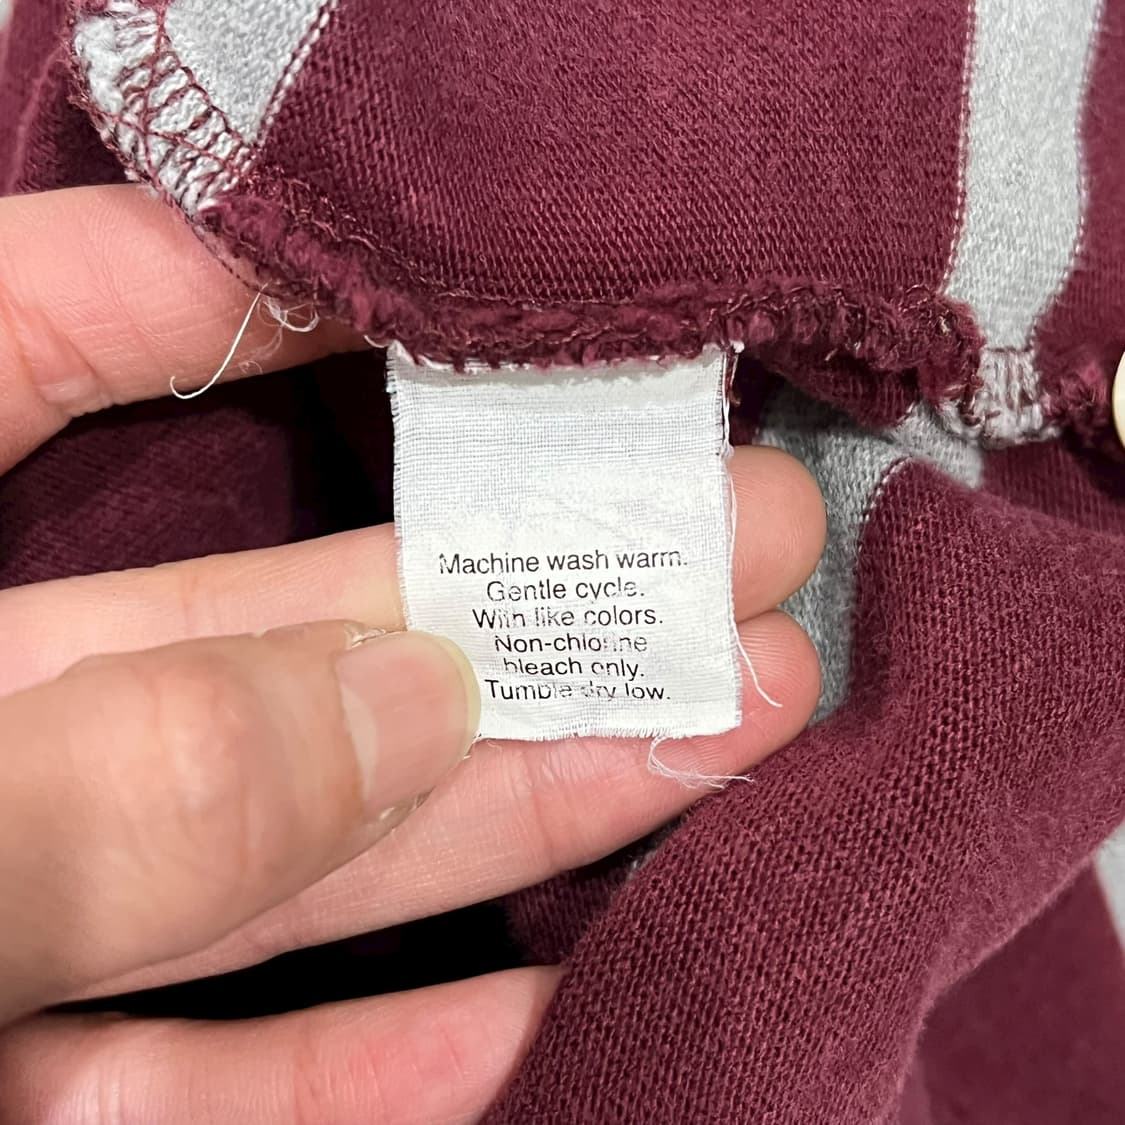 Machine wash warm.
Gentle cycle.
With like colors.
Non-chlorine
bleach only.
Tumble dry low.